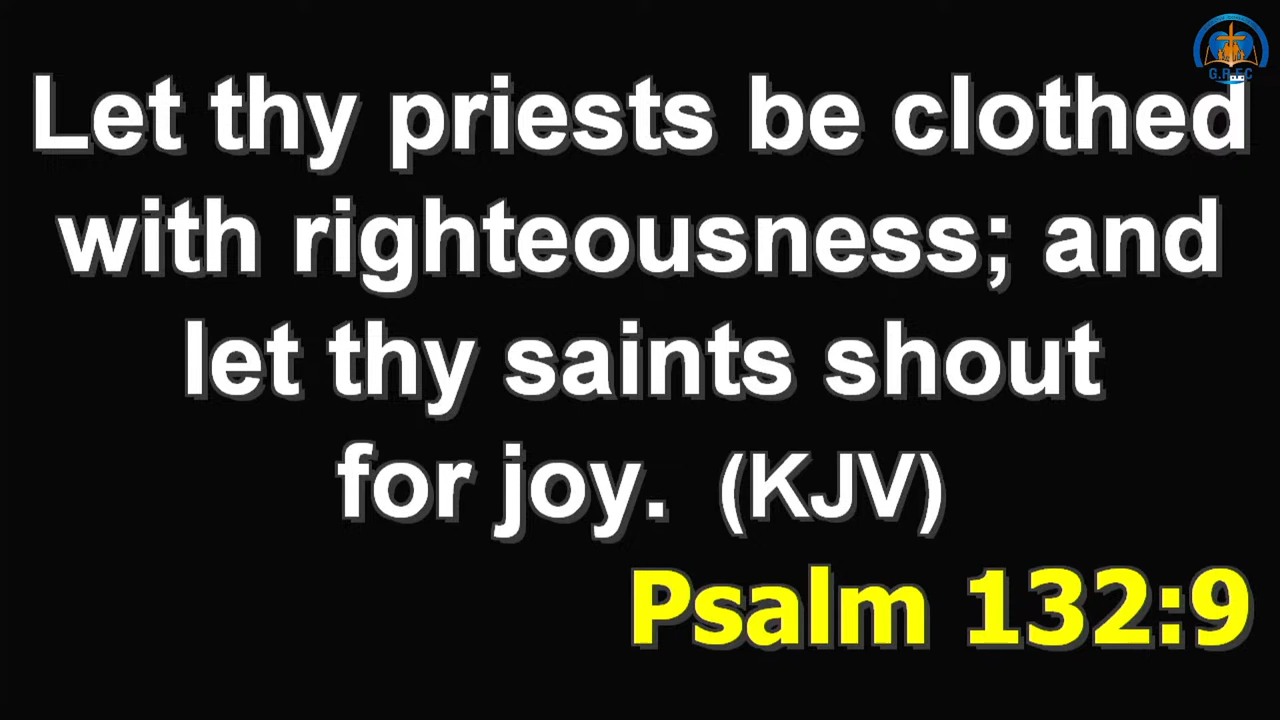 Let thy priests be clothed
with righteousness; and
let thy saints shout
for joy. (KJV)
Psalm 132:9